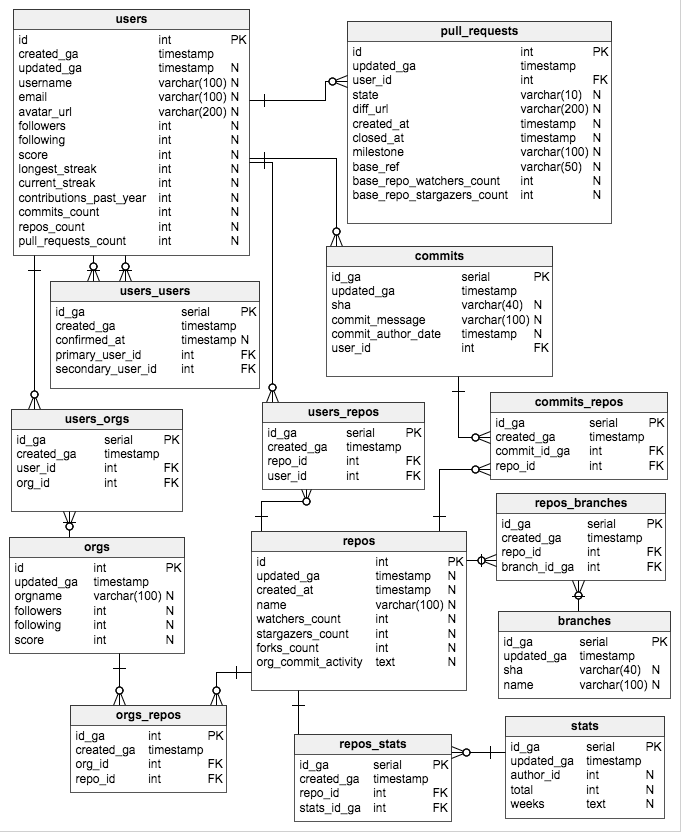 users
id int PK
created_ga timestamp
updated_ga timestamp N
username varchar(100) N
email varchar(100) N
avatar_url varchar(200) N
followers int N
following int N
score int N
longest_streak int N
current_streak int N
contributions_past_year int N
commits_count int N
repos_count int N
pull_requests_count int N
pull_requests
id int PK
updated_ga timestamp
user_id int FK
state varchar(10) N
diff_url varchar(200) N
created_at timestamp N
closed_at timestamp N
milestone varchar(100) N
base_ref varchar(50) N
base_repo_watchers_count int N
base_repo_stargazers_count int N
commits
id_ga serial PK
updated_ga timestamp
sha varchar(40) N
commit_message varchar(100) N
commit_author_date timestamp N
user_id int FK
users_users
id_ga serial PK
created_ga timestamp
confirmed_at timestamp N
primary_user_id int FK
secondary_user_id int FK
commits_repos
id_ga serial PK
created_ga timestamp
commit_id_ga int FK
repo_id int FK
users_orgs
id_ga serial PK
created_ga timestamp
user_id int FK
org_id int FK
users_repos
id_ga serial PK
created_ga timestamp
repo_id int FK
user_id int FK
repos_branches
id_ga serial PK
created_ga timestamp
repo_id int FK
branch_id_ga int FK
orgs
id int PK
updated_ga timestamp
orgname varchar(100) N
followers int N
following int N
score int N
repos
id int PK
updated_ga timestamp N
created_at timestamp N
name varchar(100) N
watchers_count int N
stargazers_count int N
forks_count int N
org_commit_activity text N
branches
id_ga serial PK
updated_ga timestamp
sha varchar(40) N
name varchar(100) N
orgs_repos
id_ga int PK
created_ga timestamp
org_id int FK
repo_id int FK
repos_stats
id_ga serial PK
created_ga timestamp
repo_id int FK
stats_id_ga int FK
stats
id_ga serial PK
updated_ga timestamp
author_id int N
total int N
weeks text N